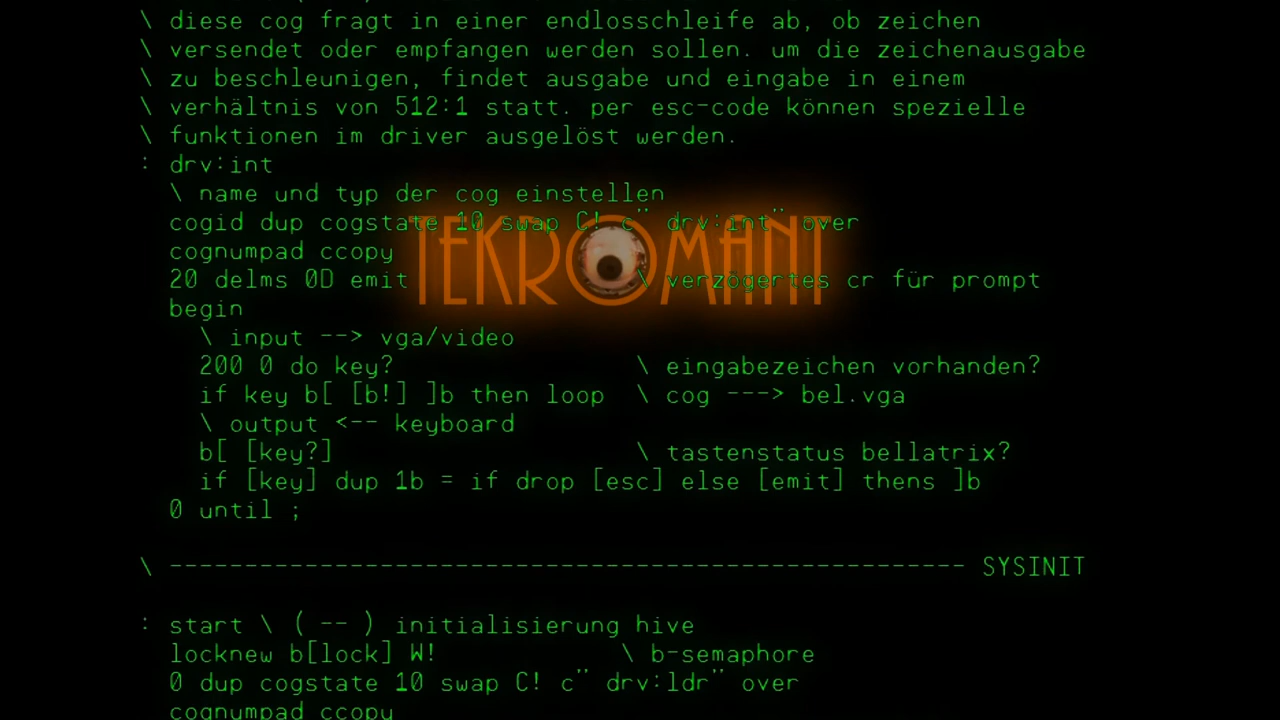 \ diese cog fragt in einer endlosschleife ab, ob zeichen
\ versendet oder empfangen werden sollen. um die zeichenausgabe
\ zu beschleunigen, findet ausgabe und eingabe in einem
\ verhältnis von 512:1 statt. per esc-code können spezielle
\ funktionen im driver ausgelöst werden.
: drv:int
\ name und typ der cog einstellen
cogid dup cogstate 10 swap C! c¨ drv:int¨ over
TEKROMANT
cognumpad ccopy
20 delms 0D emit \ verzögertes cr für prompt
begin
\ input --> vga/video
200 0 do key? \ eingabezeichen vorhanden?
if key b[ [b!] ]b then loop \ cog ---> bel.vga
\ output <-- keyboard
b[ [key?] \ tastenstatus bellatrix?
if [key] dup 1b = if drop [esc] else [emit] thens ]b
0 until ;
\ ----------------------------------------------------- SYSINIT
: start \ ( -- ) initialisierung hive
locknew b[lock] W! \ b-semaphore
0 dup cogstate 10 swap C! c¨ drv:ldr¨ over
cognumpad ccopy